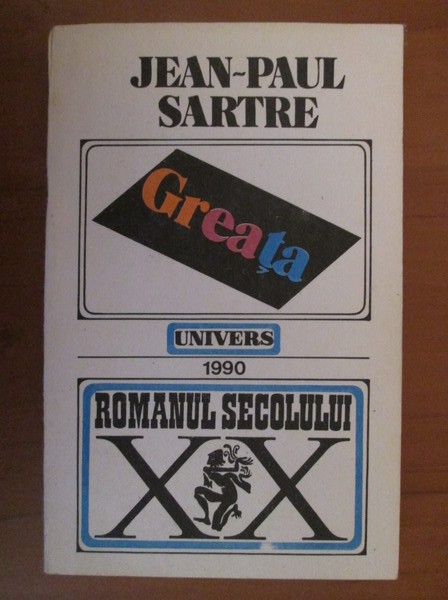 JEAN-PAUL
SARTRE
Greața
UNIVERS
1990
ROMANUL SECOLULUI
XX